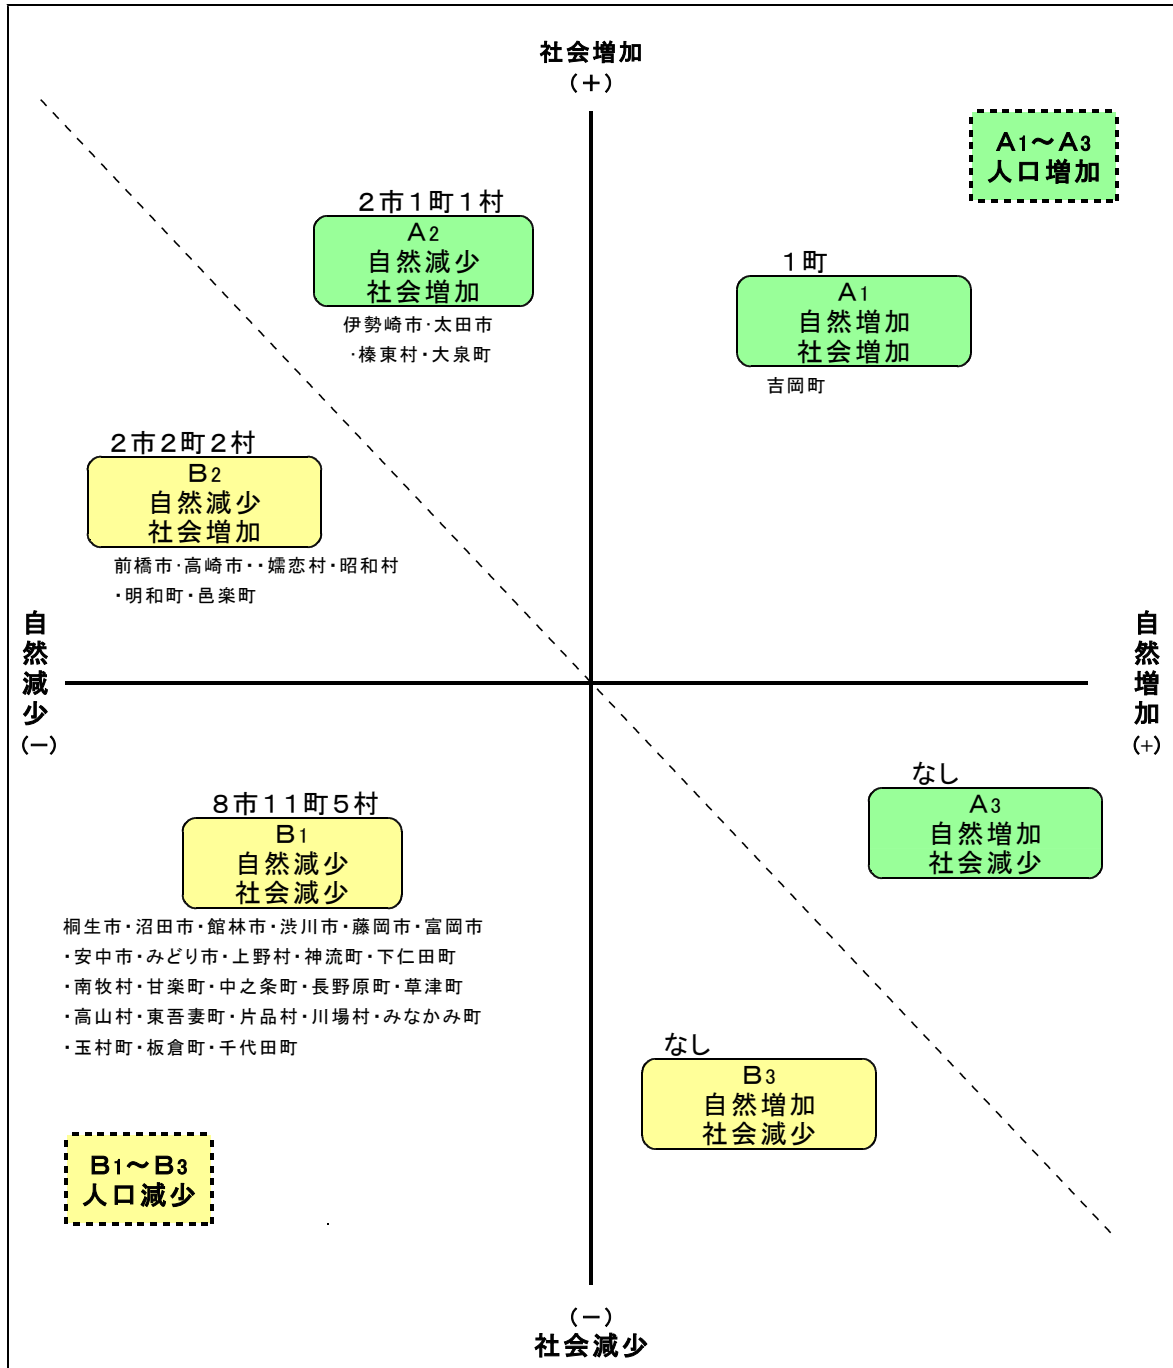 社会増加
(＋)
A1～A3
人口増加
２市１町１村
A2
自然減少
社会増加
伊勢崎市･太田市
･榛東村・大泉町
１町
A1
自然増加
社会増加
吉岡町
２市２町２村
B2
自然減少
社会増加
前橋市･高崎市・・嬬恋村・昭和村
・明和町・邑楽町
自然減少
(－)
自然増加
(+)
８市１１町５村
B1
自然減少
社会減少
桐生市・沼田市・館林市・渋川市・藤岡市・富岡市
・安中市・みどり市・上野村・神流町・下仁田町
・南牧村・甘楽町・中之条町・長野原町・草津町
・高山村・東吾妻町・片品村・川場村・みなかみ町
・玉村町・板倉町・千代田町
なし
A3
自然増加
社会減少
なし
B3
自然増加
社会減少
B1～B3
人口減少
(－)
社会減少